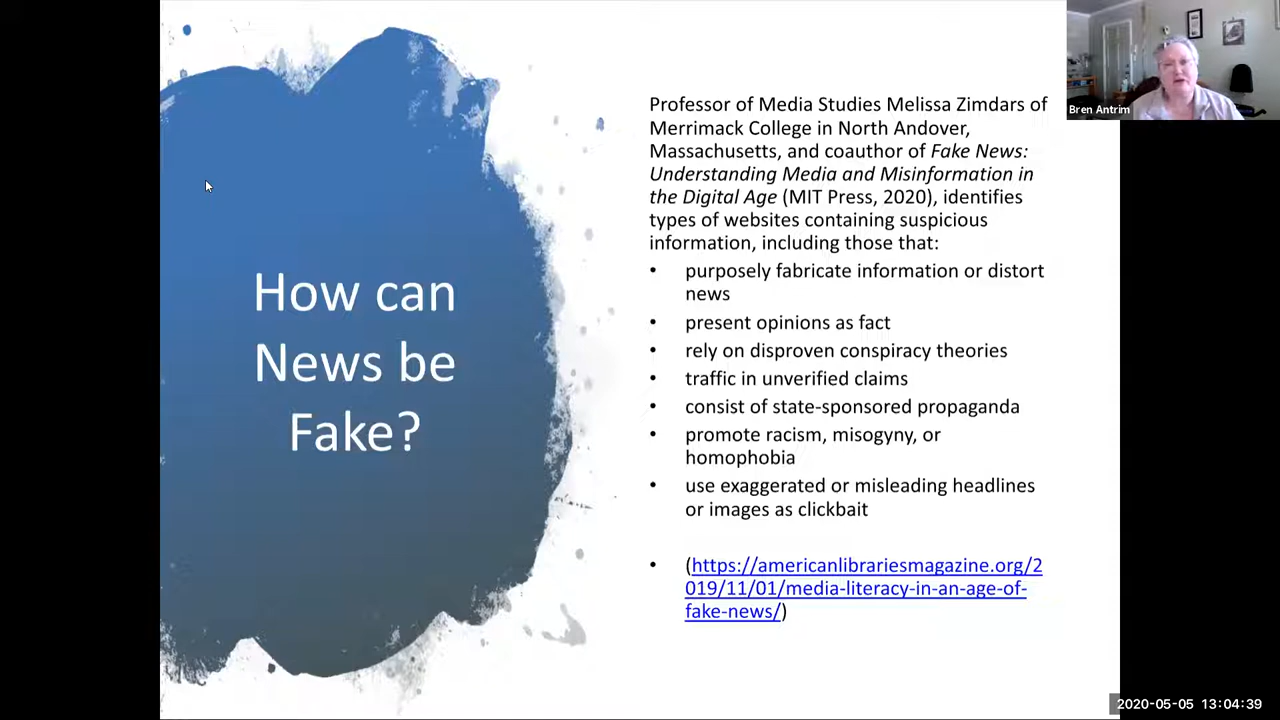 How can
News be
Fake?
Professor of Media Studies Melissa Zimdars of
Merrimack College in North Andover,
Massachusetts, and coauthor of Fake News:
Understanding Media and Misinformation in
the Digital Age (MIT Press, 2020), identifies
types of websites containing suspicious
information, including those that:
• purposely fabricate information or distort
news
• present opinions as fact
• rely on disproven conspiracy theories
• traffic in unverified claims
• consist of state-sponsored propaganda
• promote racism, misogyny, or
homophobia
• use exaggerated or misleading headlines
or images as clickbait
• (https://americanlibrariesmagazine.org/2
019/11/01/media-literacy-in-an-age-of-
fake-news/)
Bren Antrim
2020-05-05 13:04:39